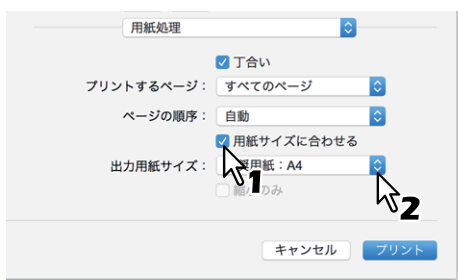 用紙処理
丁合い
プリントするページ： すべてのページ
ページの順序： 自動
用紙サイズに合わせる
出力用紙サイズ： 用紙：A4
のみ
1
2
キャンセル プリント